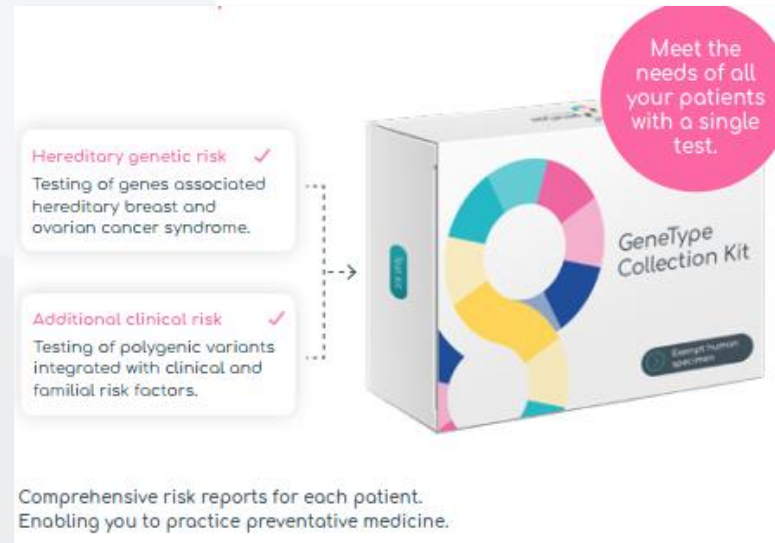 Meet the
needs of all
your patients
with a single
test.
Hereditary genetic risk
Testing of genes associated
hereditary breast and
ovarian cancer syndrome.
Additional clinical risk
Testing of polygenic variants
integrated with clinical and
familial risk factors.
GeneType
Collection Kit
Test kit
Exempt human
specimen
Comprehensive risk reports for each patient.
Enabling you to practice preventative medicine.